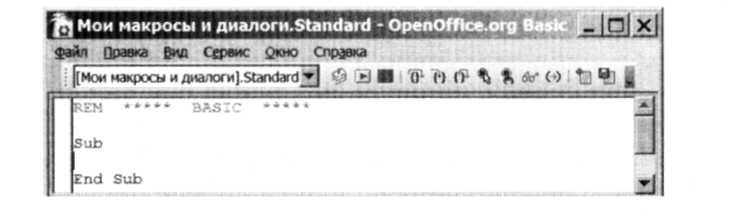 Мои макросы и диалоги.Standard - OpenOffice.org Basic
Файл Правка Вид Сервис Окно Справка
[Мои макросы и диалоги].Standard
REM ***** BASIC *****
Sub
End Sub